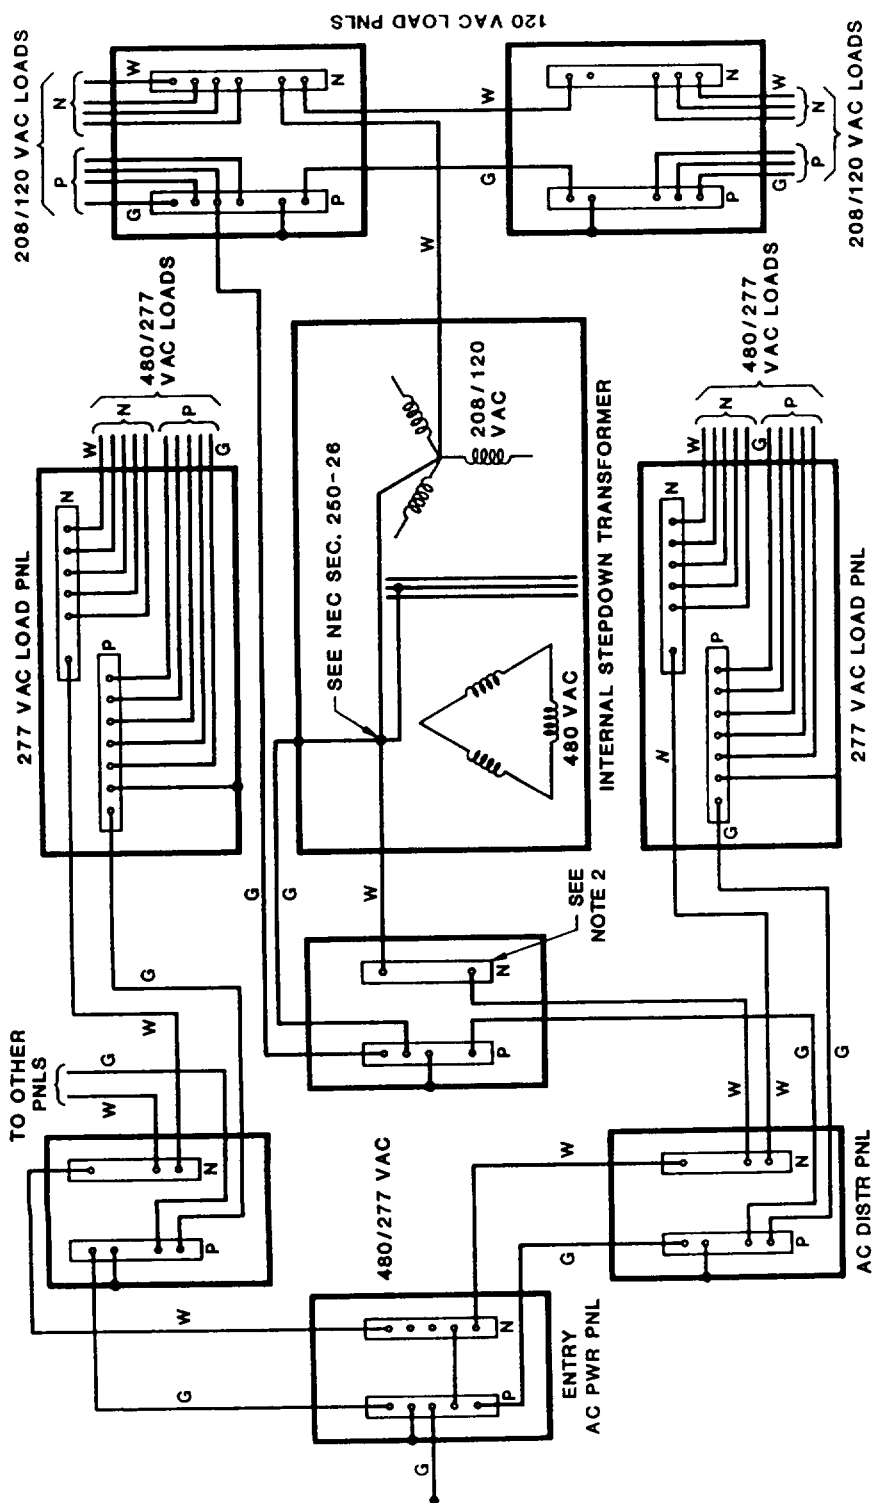 120 VAC LOAD PNLS
208/120 VAC LOADS
P
N
G
W
P
N
W
G
N
P
G
W
P
N
208/120 VAC LOADS
W
480/277
VAC LOADS
N
P
W
G
277 VAC LOAD PNL
N
P
SEE NEC SEC. 250-26
208/120
VAC
480 VAC
INTERNAL STEPDOWN TRANSFORMER
480/277
VAC LOADS
N
P
W
G
N
P
G
N
277 VAC LOAD PNL
G
G
W
SEE
NOTE 2
N
P
G
W
TO OTHER
PNLS
G
W
N
P
W
W
G
G
480/277 VAC
W
G
N
P
AC DISTR PNL
W
G
N
P
G
ENTRY
AC PWR PNL